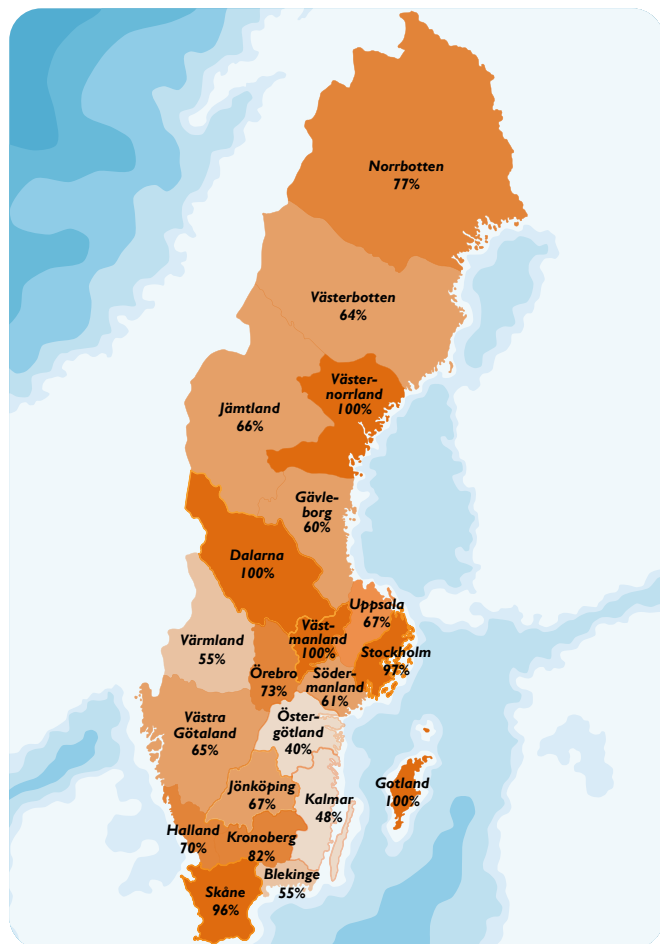 Norrbotten
77%
Västerbotten
64%
Väster-
norrland
100%
Jämtland
66%
Gävle-
borg
60%
Dalarna
100%
Uppsala
67%
Väst-
manland
100%
Stockholm
97%
Värmland
55%
Örebro
73%
Söder-
manland
61%
Västra
Götaland
65%
Öster-
götland
40%
Jönköping
67%
Kalmar
48%
Gotland
100%
Halland
70%
Kronoberg
82%
Blekinge
55%
Skåne
96%